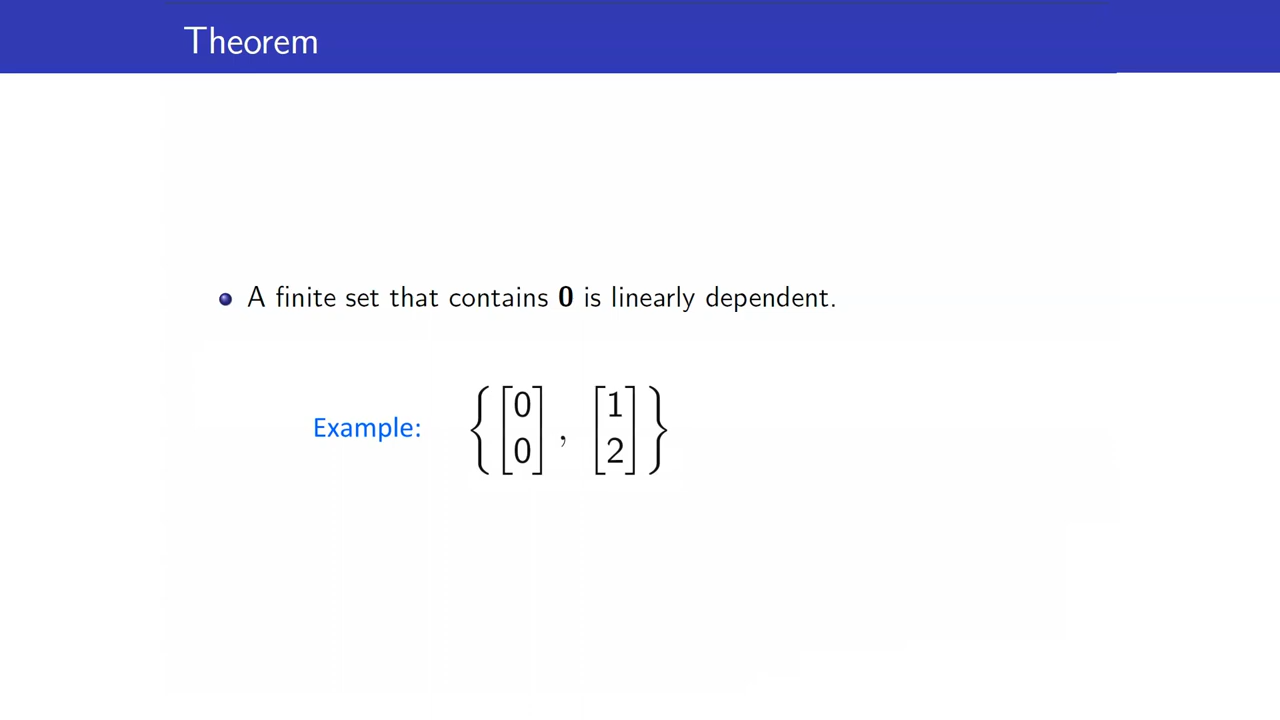 Theorem
A finite set that contains 0 is linearly dependent.
Example: { [0 0] , [1 2] }